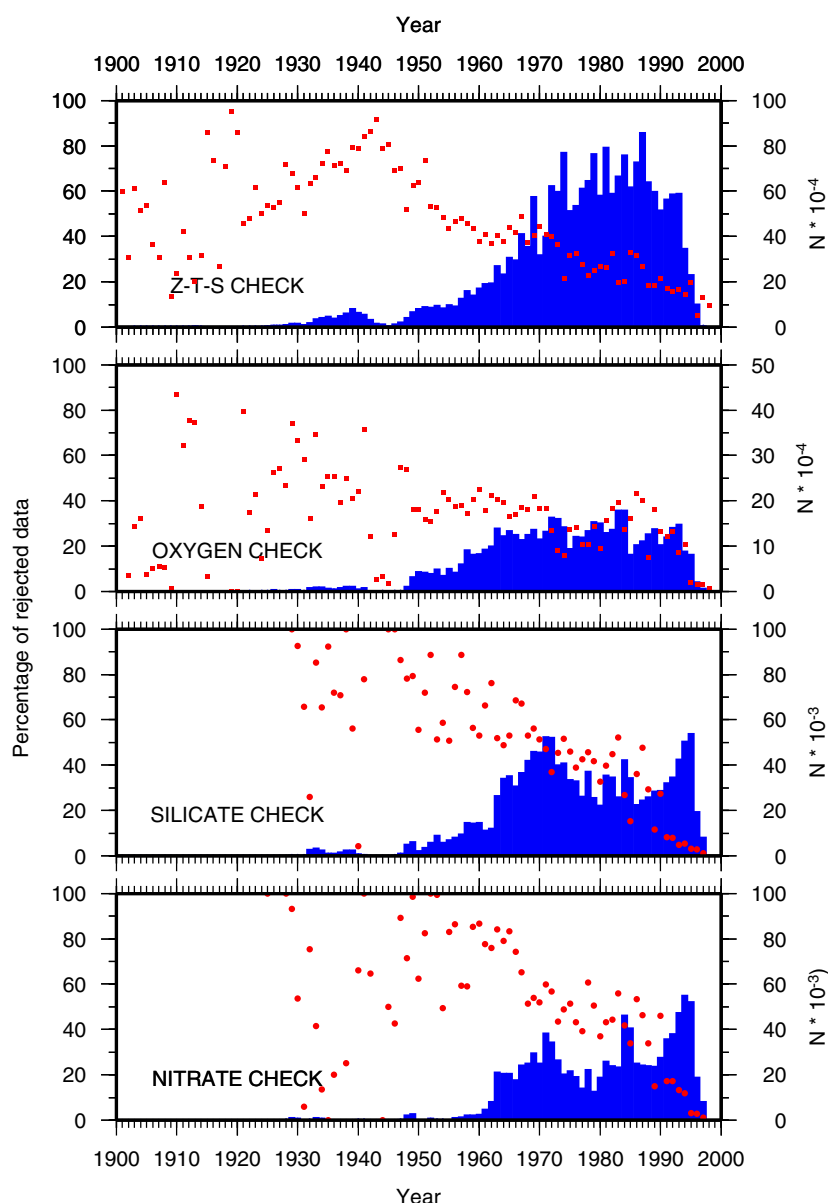 Year
1900 1910 1920 1930 1940 1950 1960 1970 1980 1990 2000
100 100
80 80
60 60
40 40
20 20
0 0
Z-T-S CHECK
N * 10-4
100 50
80 40
60 30
40 20
20 10
0 0
OXYGEN CHECK
N * 10-4
Percentage of rejected data
100 100
80 80
60 60
40 40
20 20
0 0
SILICATE CHECK
N * 10-3
100 100
80 80
60 60
40 40
20 20
0 0
NITRATE CHECK
N * 10-3)
1900 1910 1920 1930 1940 1950 1960 1970 1980 1990 2000
Year